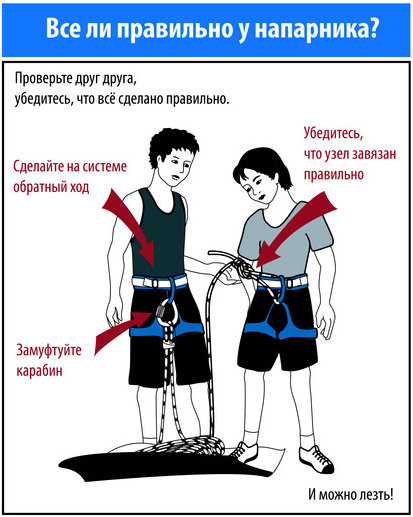 Все ли правильно у напарника?
Проверьте друг друга,
убедитесь, что всё сделано правильно.
Убедитесь,
что узел завязан
правильно
Сделайте на системе
обратный ход
Замуфтуйте
карабин
И можно лезть!